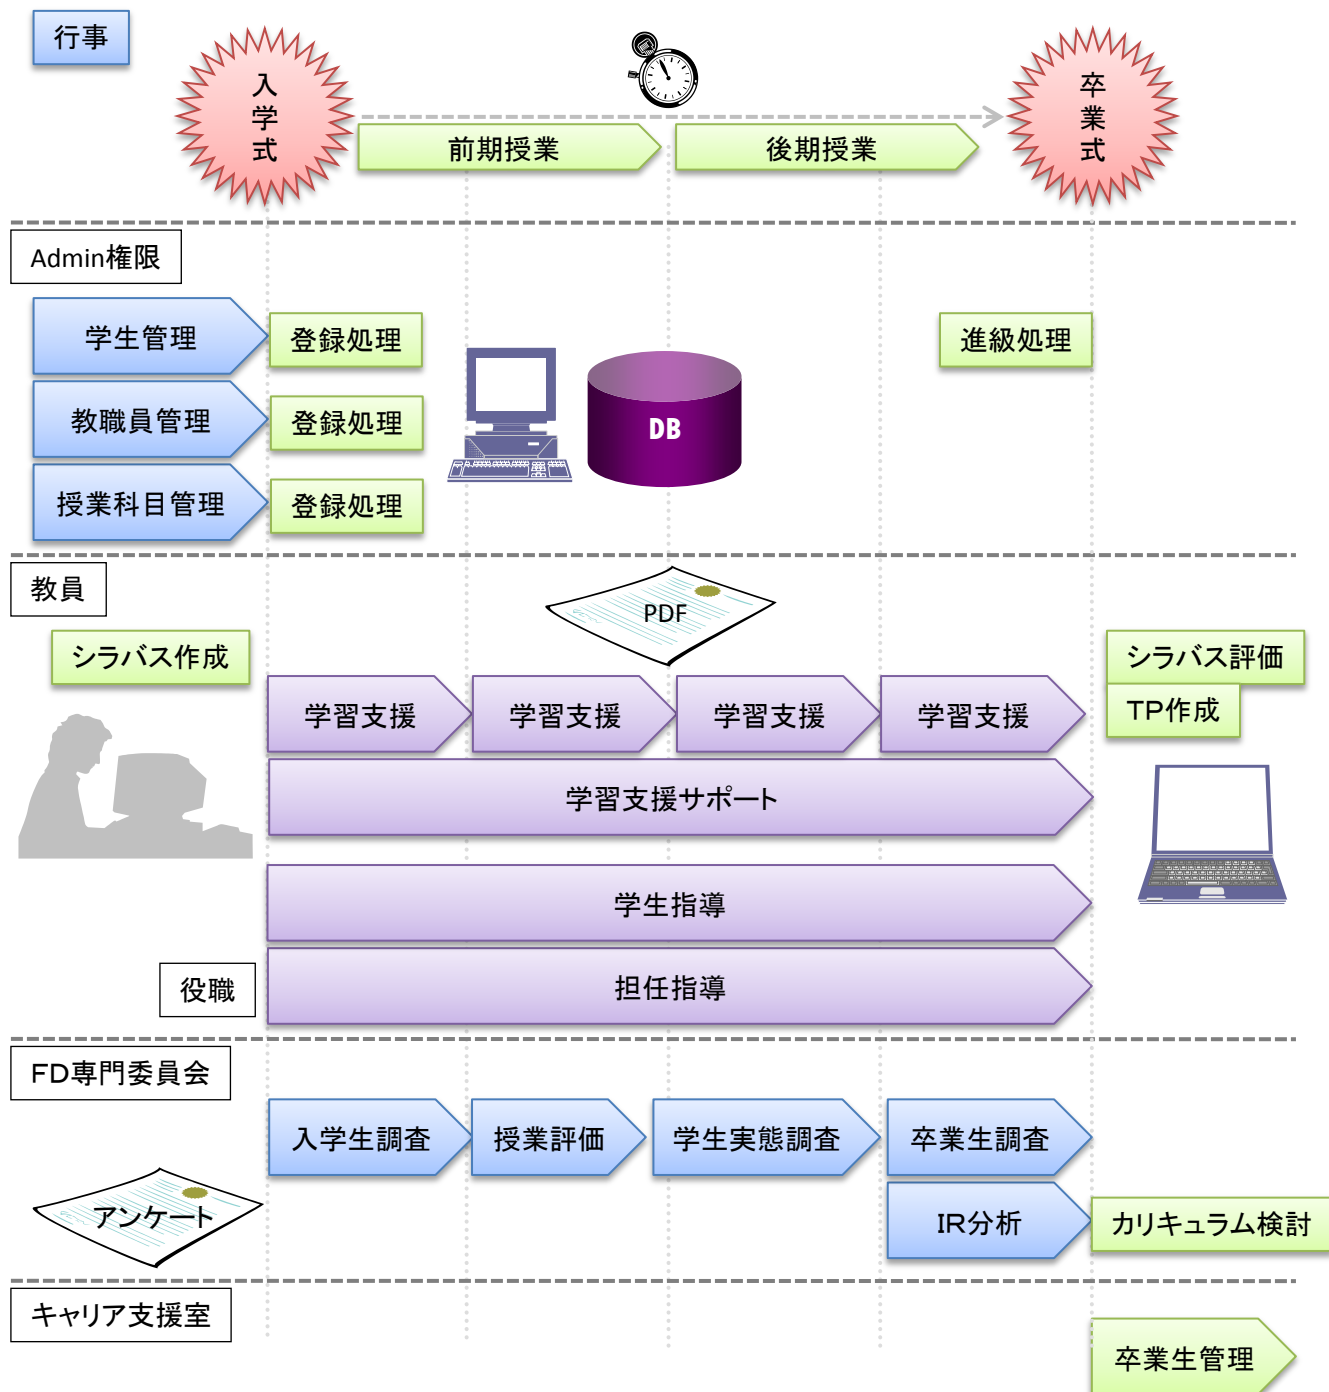 行事
入学式
卒業式
前期授業
後期授業
Admin権限
学生管理
登録処理
進級処理
教職員管理
登録処理
DB
授業科目管理
登録処理
教員
PDF
シラバス作成
シラバス評価
学習支援
学習支援
学習支援
学習支援
TP作成
学習支援サポート
学生指導
役職
担任指導
FD専門委員会
入学生調査
授業評価
学生実態調査
卒業生調査
アンケート
IR分析
カリキュラム検討
キャリア支援室
卒業生管理